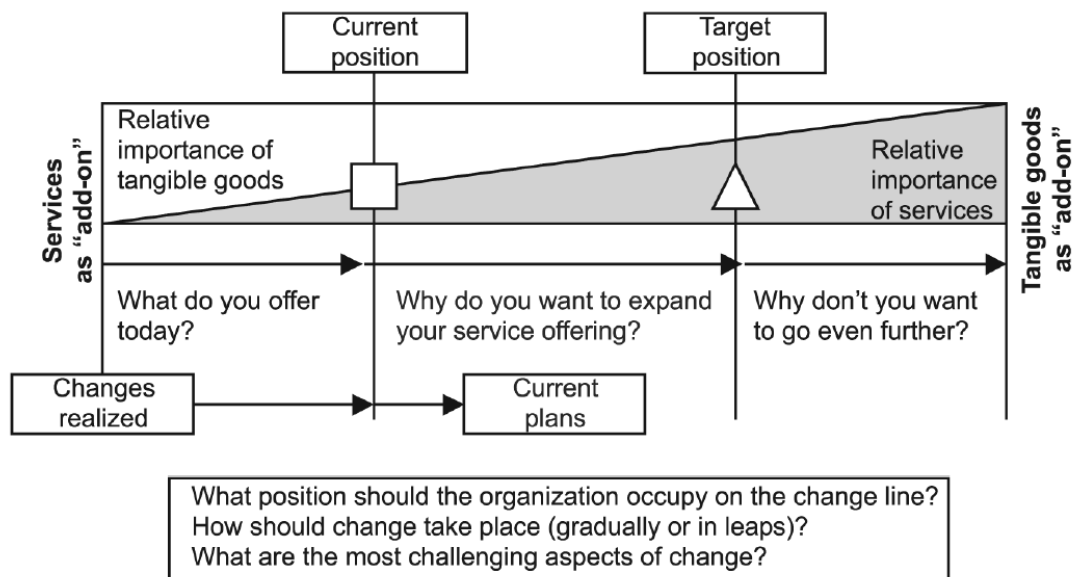 Current
position
Target
position
Services
as “add-on”
Relative
importance of
tangible goods
Relative
importance
of services
Tangible goods
as “add-on”
What do you offer
today?
Why do you want to expand
your service offering?
Why don’t you want
to go even further?
Changes
realized
Current
plans
What position should the organization occupy on the change line?
How should change take place (gradually or in leaps)?
What are the most challenging aspects of change?